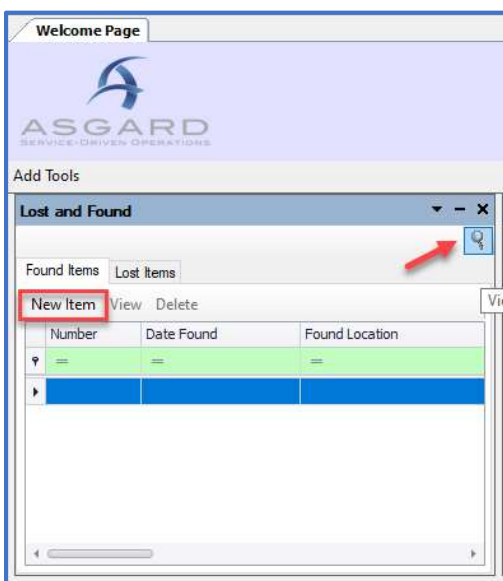 Welcome Page
ASGARD
SERVICE-DRIVEN OPERATIONS
Add Tools
Lost and Found
Found Items Lost Items
New Item View Delete
Vi
Number Date Found Found Location
= = =